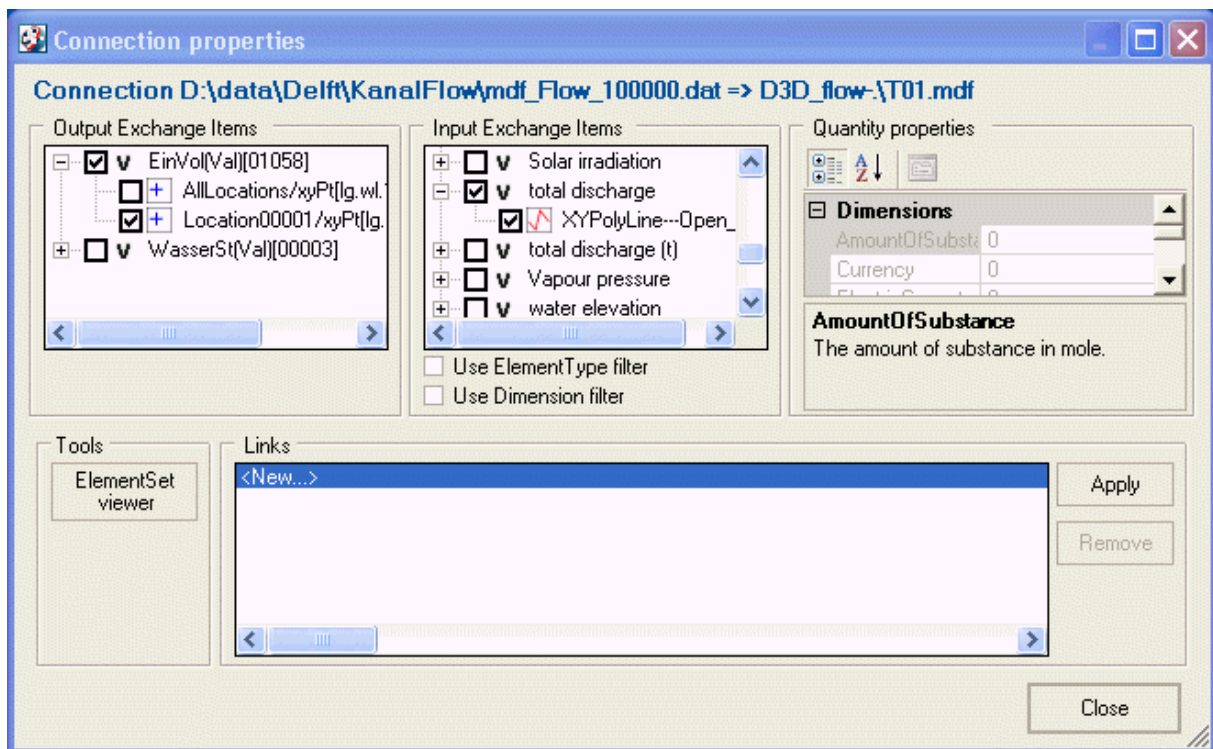 Connection properties
Connection D:\data\Delft\KanalFlow\mdf_Flow_100000.dat => D3D_flow-.\T01.mdf
Output Exchange Items
EinVol(Val)[01058]
AllLocations/xyPt[lg.wl.
Location00001/xyPt[lg.
WasserSt(Val)[00003]
Input Exchange Items
Solar irradiation
total discharge
XYPolyLine---Open_
total discharge (t)
Vapour pressure
water elevation
Use ElementType filter
Use Dimension filter
Quantity properties
Dimensions
AmountOfSubsta 0
Currency 0
AmountOfSubstance
The amount of substance in mole.
Tools
ElementSet
viewer
Links
<New...>
Apply
Remove
Close